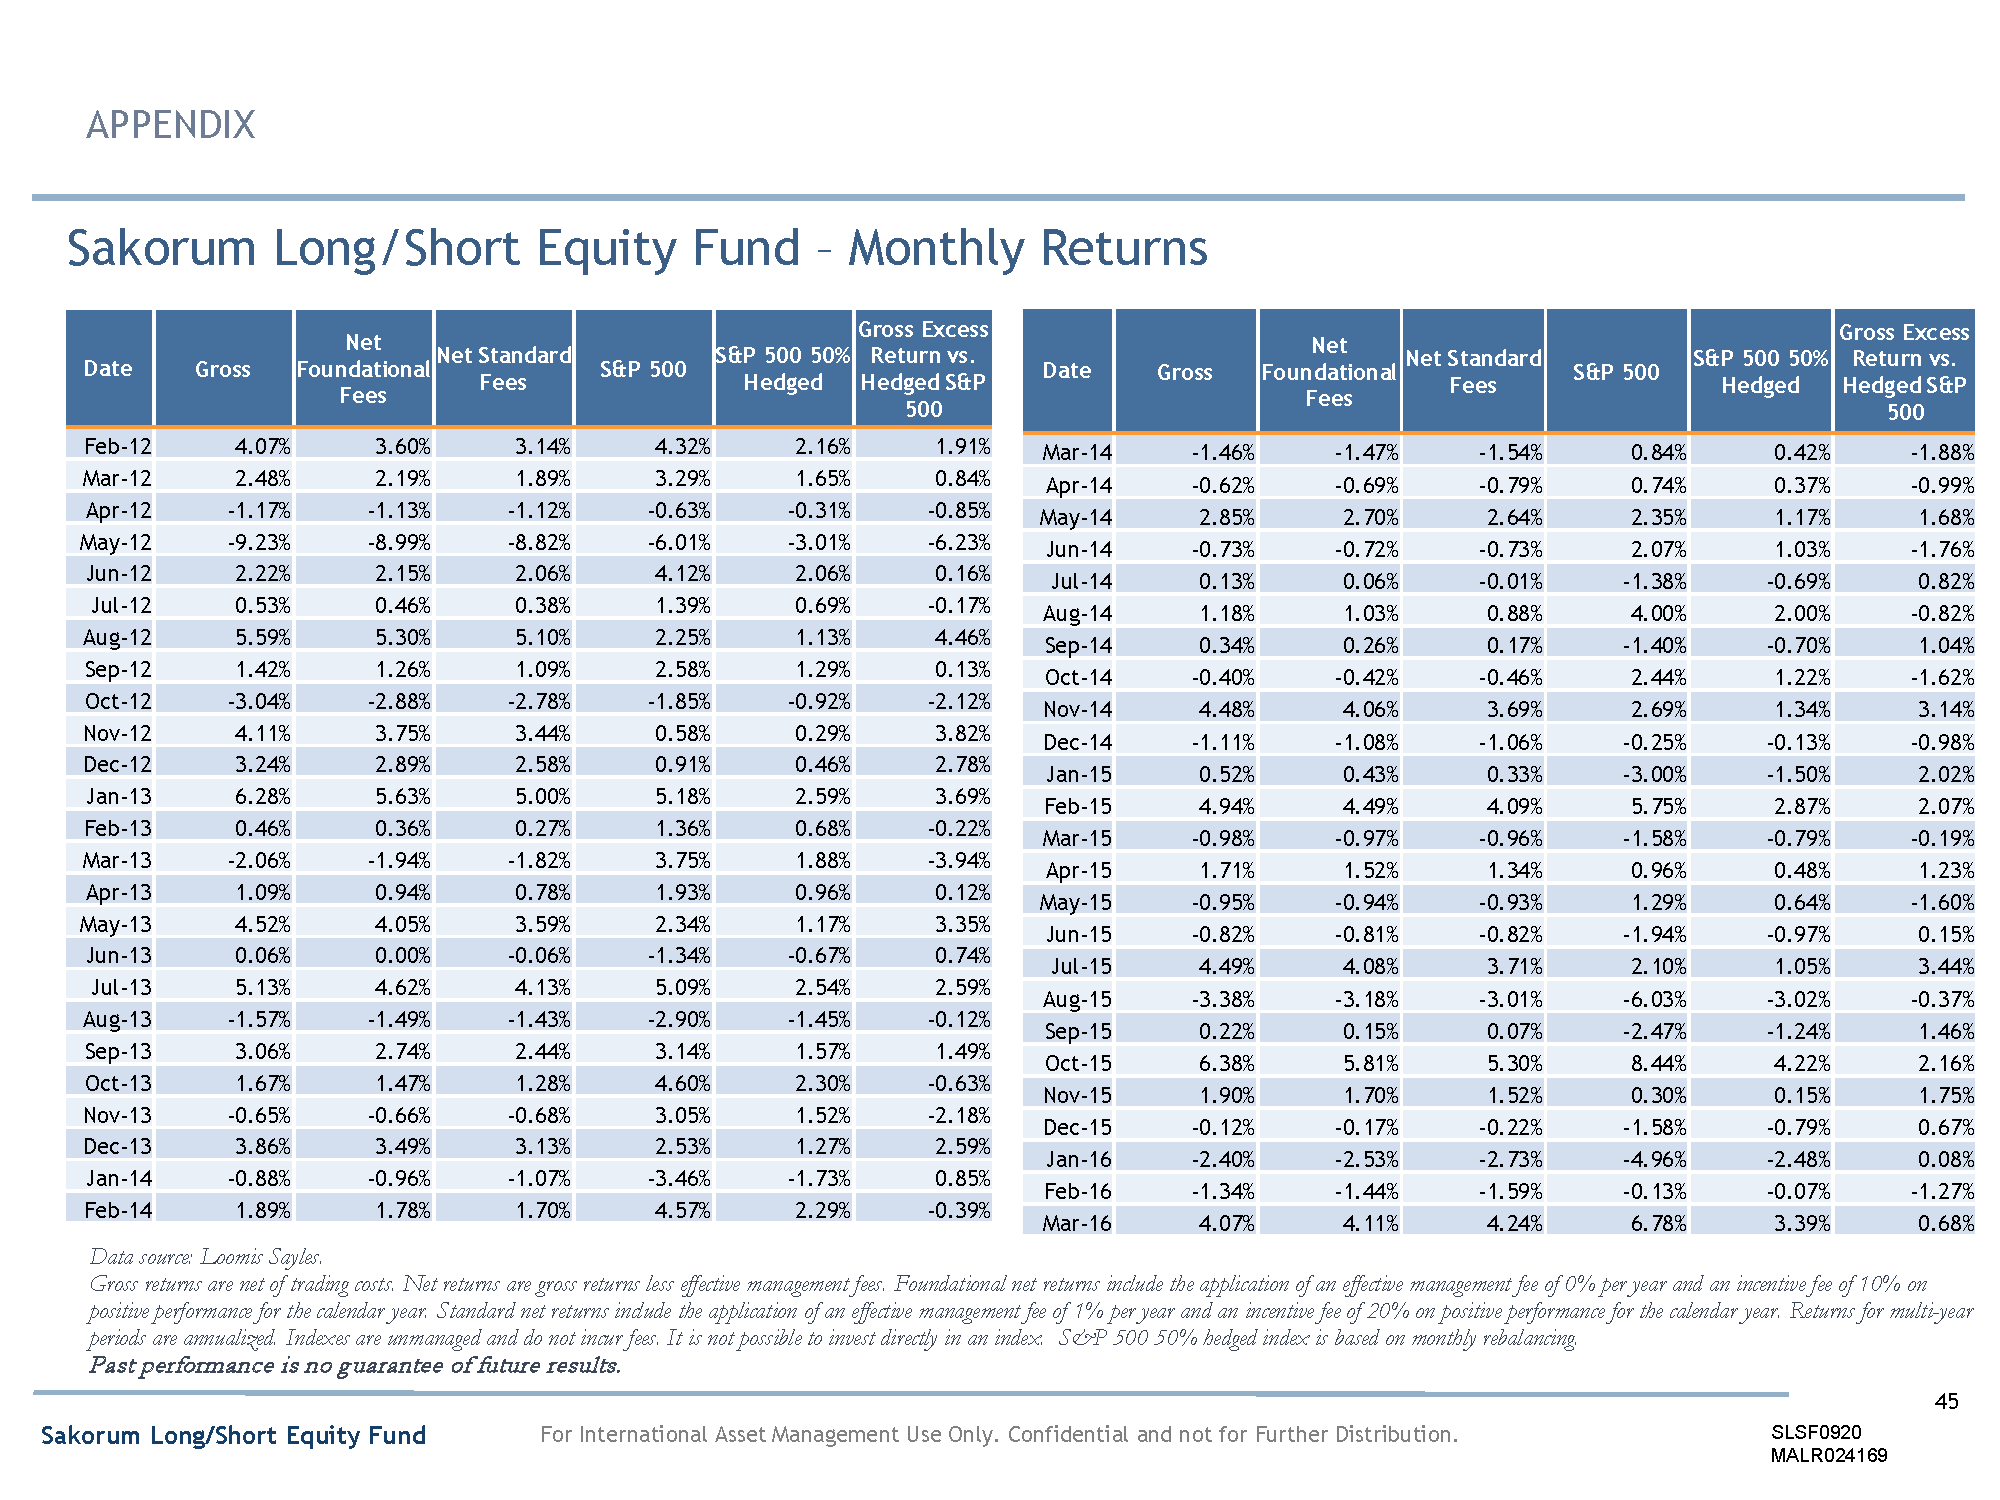 APPENDIX
Sakorum Long/Short Equity Fund – Monthly Returns
Date Gross Net Foundational Fees Net Standard Fees S&P 500 S&P 500 50% Hedged Gross Excess Return vs. Hedged S&P 500
Feb-12 4.07% 3.60% 3.14% 4.32% 2.16% 1.91%
Mar-12 2.48% 2.19% 1.89% 3.29% 1.65% 0.84%
Apr-12 -1.17% -1.13% -1.12% -0.63% -0.31% -0.85%
May-12 -9.23% -8.99% -8.82% -6.01% -3.01% -6.23%
Jun-12 2.22% 2.15% 2.06% 4.12% 2.06% 0.16%
Jul-12 0.53% 0.46% 0.38% 1.39% 0.69% -0.17%
Aug-12 5.59% 5.30% 5.10% 2.25% 1.13% 4.46%
Sep-12 1.42% 1.26% 1.09% 2.58% 1.29% 0.13%
Oct-12 -3.04% -2.88% -2.78% -1.85% -0.92% -2.12%
Nov-12 4.11% 3.75% 3.44% 0.58% 0.29% 3.82%
Dec-12 3.24% 2.89% 2.58% 0.91% 0.46% 2.78%
Jan-13 6.28% 5.63% 5.00% 5.18% 2.59% 3.69%
Feb-13 0.46% 0.36% 0.27% 1.36% 0.68% -0.22%
Mar-13 -2.06% -1.94% -1.82% 3.75% 1.88% -3.94%
Apr-13 1.09% 0.94% 0.78% 1.93% 0.96% 0.12%
May-13 4.52% 4.05% 3.59% 2.34% 1.17% 3.35%
Jun-13 0.06% 0.00% -0.06% -1.34% -0.67% 0.74%
Jul-13 5.13% 4.62% 4.13% 5.09% 2.54% 2.59%
Aug-13 -1.57% -1.49% -1.43% -2.90% -1.45% -0.12%
Sep-13 3.06% 2.74% 2.44% 3.14% 1.57% 1.49%
Oct-13 1.67% 1.47% 1.28% 4.60% 2.30% -0.63%
Nov-13 -0.65% -0.66% -0.68% 3.05% 1.52% -2.18%
Dec-13 3.86% 3.49% 3.13% 2.53% 1.27% 2.59%
Jan-14 -0.88% -0.96% -1.07% -3.46% -1.73% 0.85%
Feb-14 1.89% 1.78% 1.70% 4.57% 2.29% -0.39%
Date Gross Net Foundational Fees Net Standard Fees S&P 500 S&P 500 50% Hedged Gross Excess Return vs. Hedged S&P 500
Mar-14 -1.46% -1.47% -1.54% 0.84% 0.42% -1.88%
Apr-14 -0.62% -0.69% -0.79% 0.74% 0.37% -0.99%
May-14 2.85% 2.70% 2.64% 2.35% 1.17% 1.68%
Jun-14 -0.73% -0.72% -0.73% 2.07% 1.03% -1.76%
Jul-14 0.13% 0.06% -0.01% -1.38% -0.69% 0.82%
Aug-14 1.18% 1.03% 0.88% 4.00% 2.00% -0.82%
Sep-14 0.34% 0.26% 0.17% -1.40% -0.70% 1.04%
Oct-14 -0.40% -0.42% -0.46% 2.44% 1.22% -1.62%
Nov-14 4.48% 4.06% 3.69% 2.69% 1.34% 3.14%
Dec-14 -1.11% -1.08% -1.06% -0.25% -0.13% -0.98%
Jan-15 0.52% 0.43% 0.33% -3.00% -1.50% 2.02%
Feb-15 4.94% 4.49% 4.09% 5.75% 2.87% 2.07%
Mar-15 -0.98% -0.97% -0.96% -1.58% -0.79% -0.19%
Apr-15 1.71% 1.52% 1.34% 0.96% 0.48% 1.23%
May-15 -0.95% -0.94% -0.93% 1.29% 0.64% -1.60%
Jun-15 -0.82% -0.81% -0.82% -1.94% -0.97% 0.15%
Jul-15 4.49% 4.08% 3.71% 2.10% 1.05% 3.44%
Aug-15 -3.38% -3.18% -3.01% -6.03% -3.02% -0.37%
Sep-15 0.22% 0.15% 0.07% -2.47% -1.24% 1.46%
Oct-15 6.38% 5.81% 5.30% 8.44% 4.22% 2.16%
Nov-15 1.90% 1.70% 1.52% 0.30% 0.15% 1.75%
Dec-15 -0.12% -0.17% -0.22% -1.58% -0.79% 0.67%
Jan-16 -2.40% -2.53% -2.73% -4.96% -2.48% 0.08%
Feb-16 -1.34% -1.44% -1.59% -0.13% -0.07% -1.27%
Mar-16 4.07% 4.11% 4.24% 6.78% 3.39% 0.68%
Data source: Loomis Sayles.
Gross returns are net of trading costs. Net returns are gross returns less effective management fees. Foundational net returns include the application of an effective management fee of 0% per year and an incentive fee of 10% on
positive performance for the calendar year. Standard net returns include the application of an effective management fee of 1% per year and an incentive fee of 20% on positive performance for the calendar year. Returns for multi-year
periods are annualized. Indexes are unmanaged and do not incur fees. It is not possible to invest directly in an index. S&P 500 50% hedged index is based on monthly rebalancing.
Past performance is no guarantee of future results.
45
Sakorum Long/Short Equity Fund
For International Asset Management Use Only. Confidential and not for Further Distribution.
SLSF0920
MALR024169